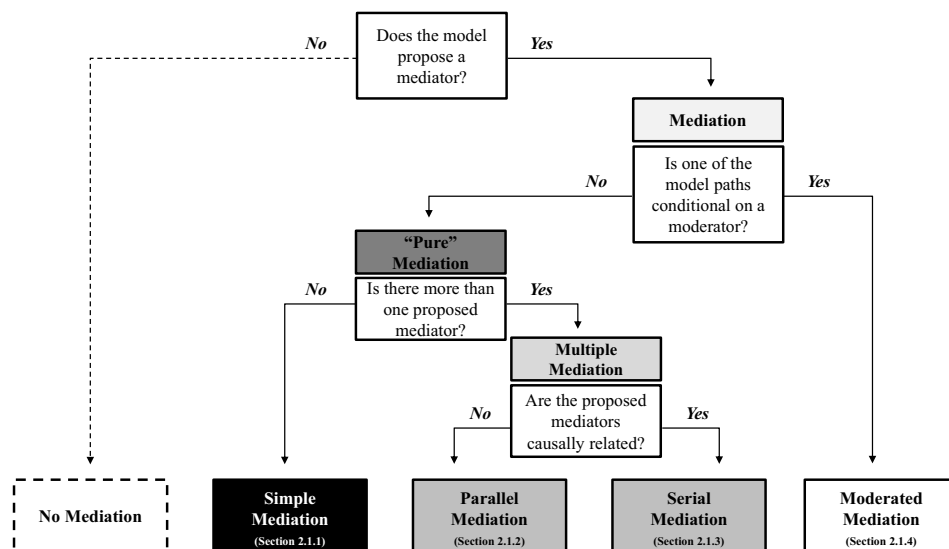 No
Does the model
propose a
mediator?
Yes
Mediation
Is one of the
model paths
conditional on a
moderator?
No
Yes
“Pure”
Mediation
Is there more than
one proposed
mediator?
No
Yes
Multiple
Mediation
Are the proposed
mediators
causally related?
No
Yes
No Mediation
Simple
Mediation
(Section 2.1.1)
Parallel
Mediation
(Section 2.1.2)
Serial
Mediation
(Section 2.1.3)
Moderated
Mediation
(Section 2.1.4)